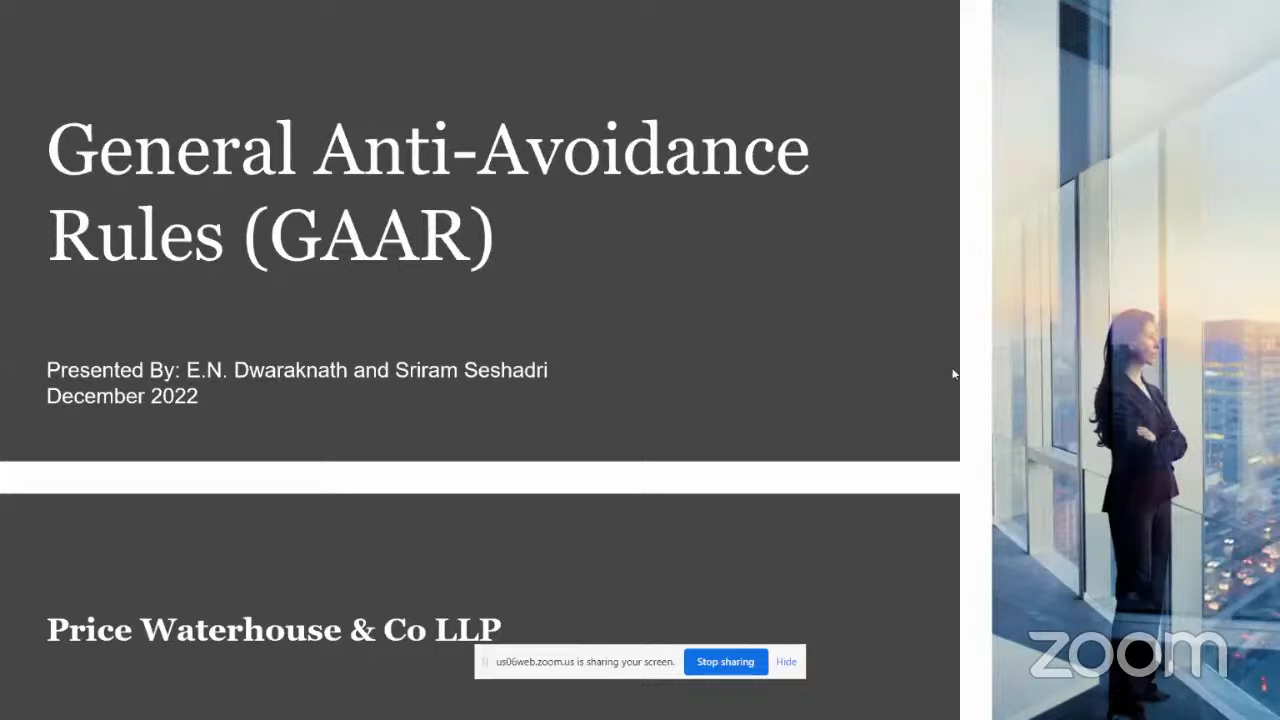 General Anti-Avoidance
Rules (GAAR)
Presented By: E.N. Dwaraknath and Sriram Seshadri
December 2022
Price Waterhouse & Co LLP
us06web.zoom.us is sharing your screen. Stop sharing Hide
zoom